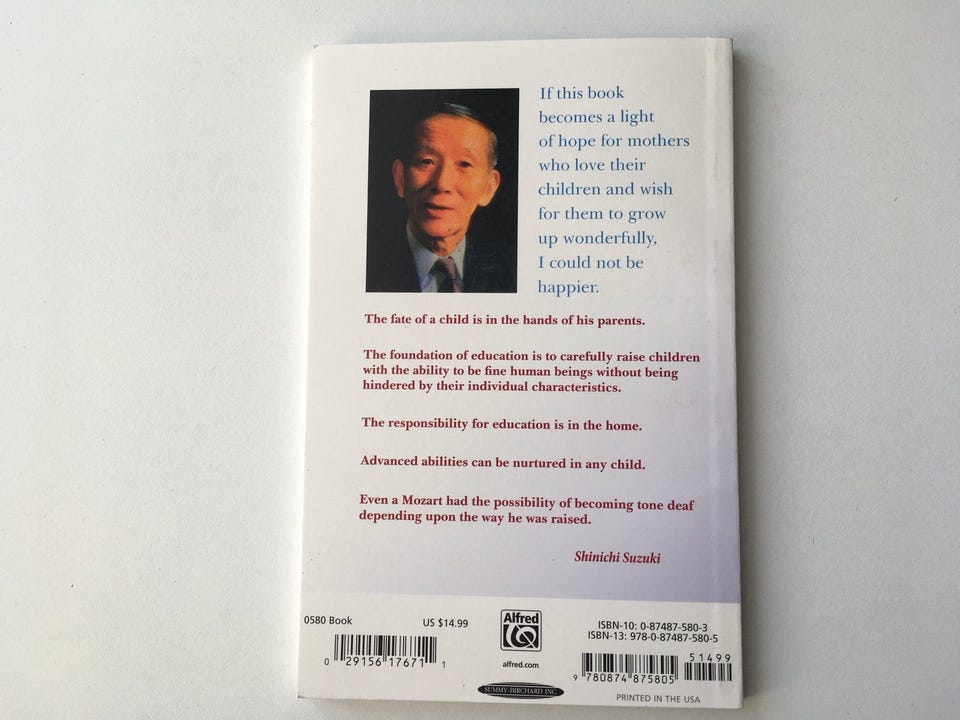 If this book
becomes a light
of hope for mothers
who love their
children and wish
for them to grow
up wonderfully,
I could not be
happier.
The fate of a child is in the hands of his parents.
The foundation of education is to carefully raise children
with the ability to be fine human beings without being
hindered by their individual characteristics.
The responsibility for education is in the home.
Advanced abilities can be nurtured in any child.
Even a Mozart had the possibility of becoming tone deaf
depending upon the way he was raised.
Shinichi Suzuki
0580 Book
US $14.99
0 29156 17671 1
Alfred
alfred.com
SUMMY-BIRCHARD INC.
ISBN-10: 0-87487-580-3
ISBN-13: 978-0-87487-580-5
51499
9 780874 875805
PRINTED IN THE USA